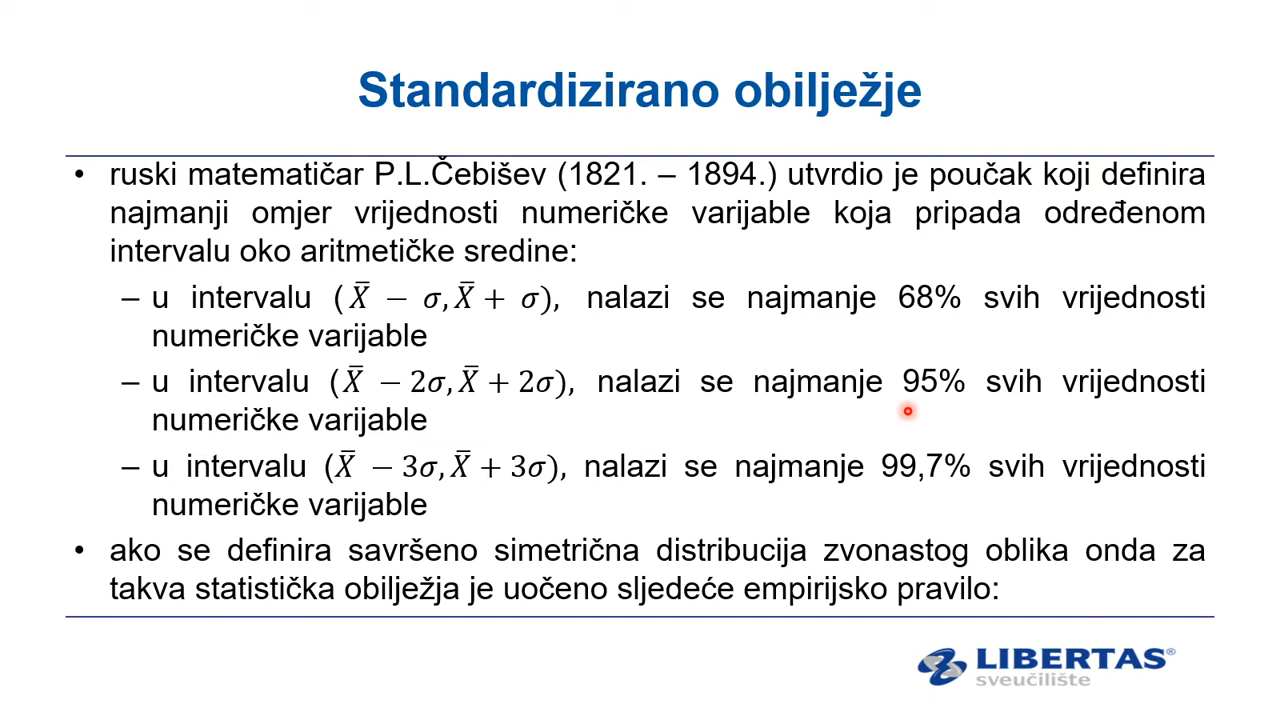 Standardizirano obilježje
• ruski matematičar P.L.Čebišev (1821. – 1894.) utvrdio je poučak koji definira
najmanji omjer vrijednosti numeričke varijable koja pripada određenom
intervalu oko aritmetičke sredine:
– u intervalu ( X̄ − σ, X̄ + σ), nalazi se najmanje 68% svih vrijednosti
numeričke varijable
– u intervalu ( X̄ − 2σ, X̄ + 2σ), nalazi se najmanje 95% svih vrijednosti
numeričke varijable
– u intervalu (X̄ − 3σ, X̄ + 3σ), nalazi se najmanje 99,7% svih vrijednosti
numeričke varijable
• ako se definira savršeno simetrična distribucija zvonastog oblika onda za
takva statistička obilježja je uočeno sljedeće empirijsko pravilo:
LIBERTAS®
sveučilište